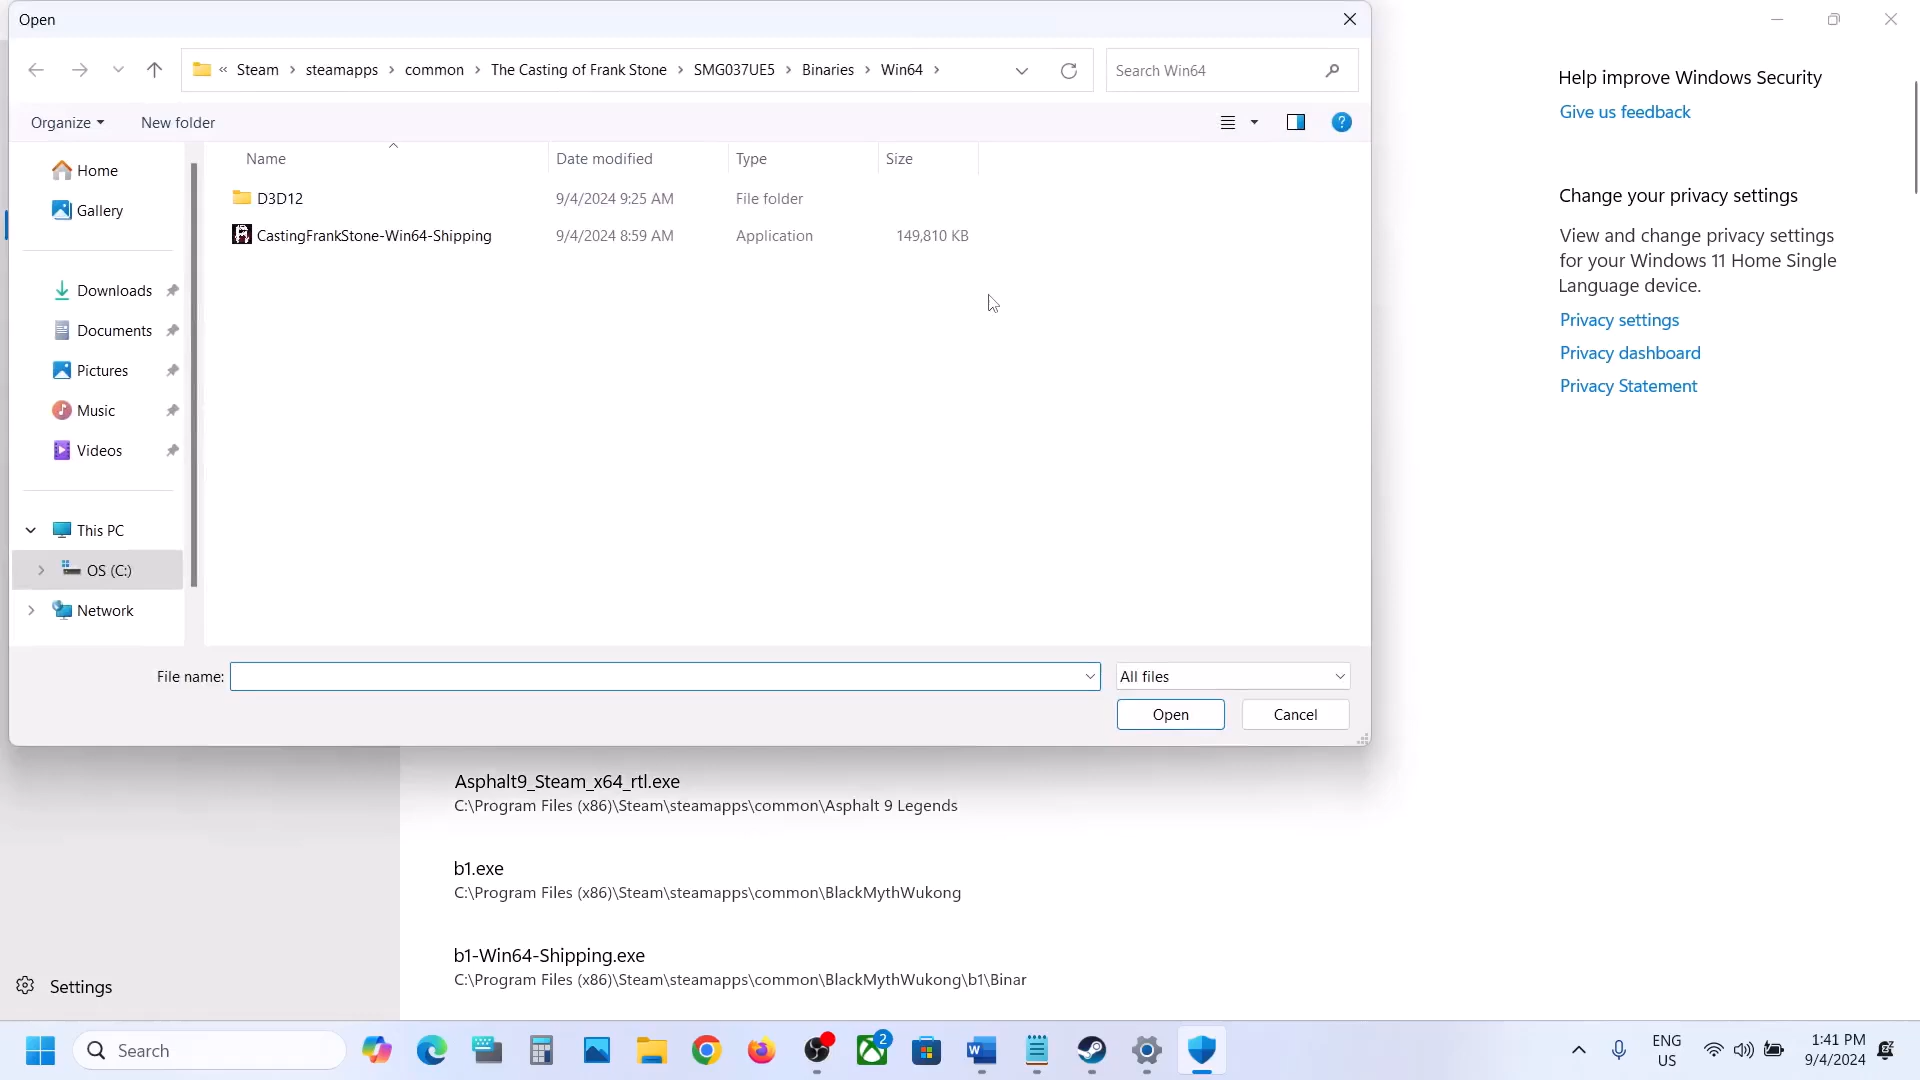 Open
« Steam > steamapps > common > The Casting of Frank Stone > SMG037UE5 > Binaries > Win64 >
Search Win64
Organize
New folder
Name
Date modified
Type
Size
D3D12
9/4/2024 9:25 AM
File folder
CastingFrankStone-Win64-Shipping
9/4/2024 8:59 AM
Application
149,810 KB
Home
Gallery
Downloads
Documents
Pictures
Music
Videos
This PC
OS (C:)
Network
File name:
All files
Open
Cancel
Help improve Windows Security
Give us feedback
Change your privacy settings
View and change privacy settings
for your Windows 11 Home Single
Language device.
Privacy settings
Privacy dashboard
Privacy Statement
Asphalt9_Steam_x64_rtl.exe
C:\Program Files (x86)\Steam\steamapps\common\Asphalt 9 Legends
b1.exe
C:\Program Files (x86)\Steam\steamapps\common\BlackMythWukong
b1-Win64-Shipping.exe
C:\Program Files (x86)\Steam\steamapps\common\BlackMythWukong\b1\Binar
Settings
Search
2
ENG
US
1:41 PM
9/4/2024